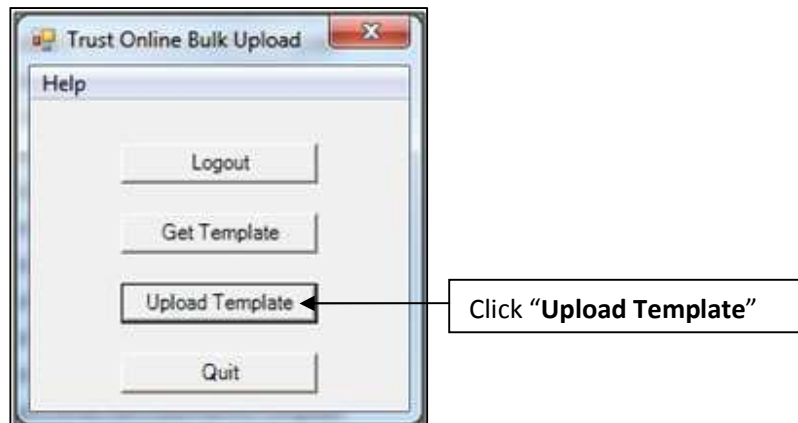 Trust Online Bulk Upload
Help
Logout
Get Template
Upload Template
Click “Upload Template”
Quit